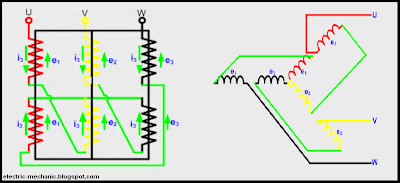 U V W
i3 e1 i3 e2 i3 e3
i3 e1 i3 e2 i3 e3
U
e1
e3 e3 e1
e2
e2 V
W
electric-mechanic.blogspot.com